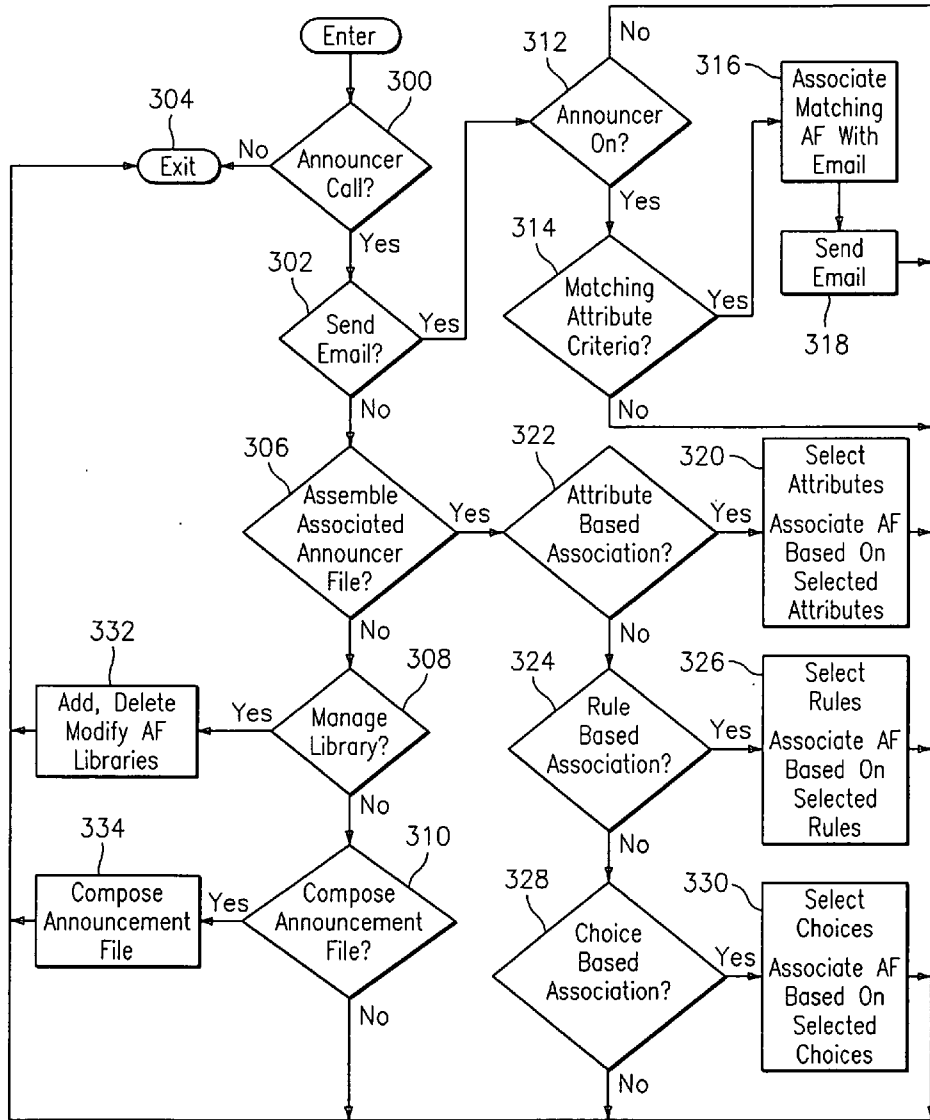 Enter
300
Announcer
Call?
No
Yes
304
Exit
302
Send
Email?
Yes
No
312
Announcer
On?
No
Yes
314
Matching
Attribute
Criteria?
Yes
No
316
Associate
Matching
AF With
Email
Send
Email
318
306
Assemble
Associated
Announcer
File?
Yes
No
322
Attribute
Based
Association?
Yes
No
320
Select
Attributes
Associate AF
Based On
Selected
Attributes
332
Add, Delete
Modify AF
Libraries
Yes
308
Manage
Library?
No
324
Rule
Based
Association?
Yes
No
326
Select
Rules
Associate AF
Based On
Selected
Rules
334
Compose
Announcement
File
Yes
310
Compose
Announcement
File?
No
328
Choice
Based
Association?
Yes
No
330
Select
Choices
Associate AF
Based On
Selected
Choices